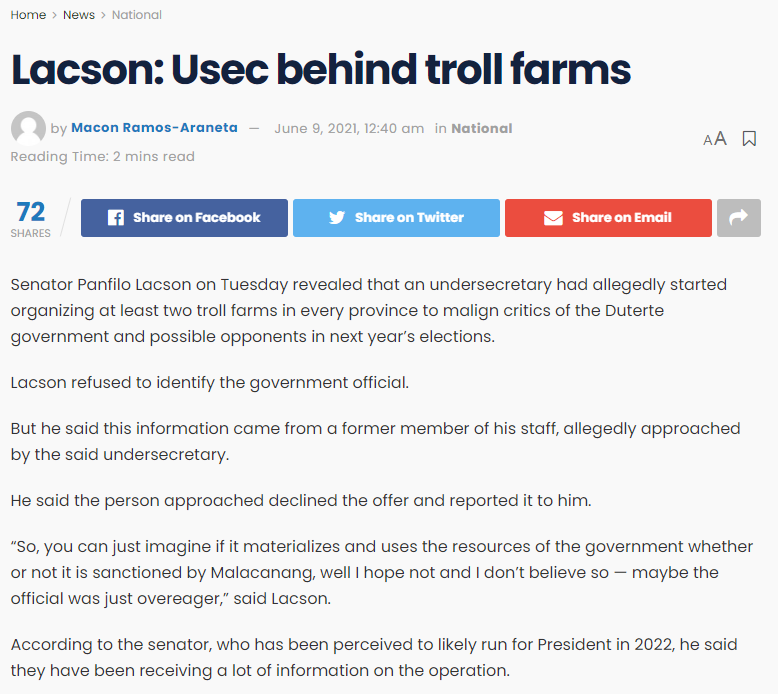 Home > News > National
Lacson: Usec behind troll farms
by Macon Ramos-Araneta — June 9, 2021, 12:40 am in National
Reading Time: 2 mins read
AA
72
SHARES
Share on Facebook
Share on Twitter
Share on Email
Senator Panfilo Lacson on Tuesday revealed that an undersecretary had allegedly started
organizing at least two troll farms in every province to malign critics of the Duterte
government and possible opponents in next year’s elections.
Lacson refused to identify the government official.
But he said this information came from a former member of his staff, allegedly approached
by the said undersecretary.
He said the person approached declined the offer and reported it to him.
“So, you can just imagine if it materializes and uses the resources of the government whether
or not it is sanctioned by Malacanang, well I hope not and I don’t believe so — maybe the
official was just overeager,” said Lacson.
According to the senator, who has been perceived to likely run for President in 2022, he said
they have been receiving a lot of information on the operation.